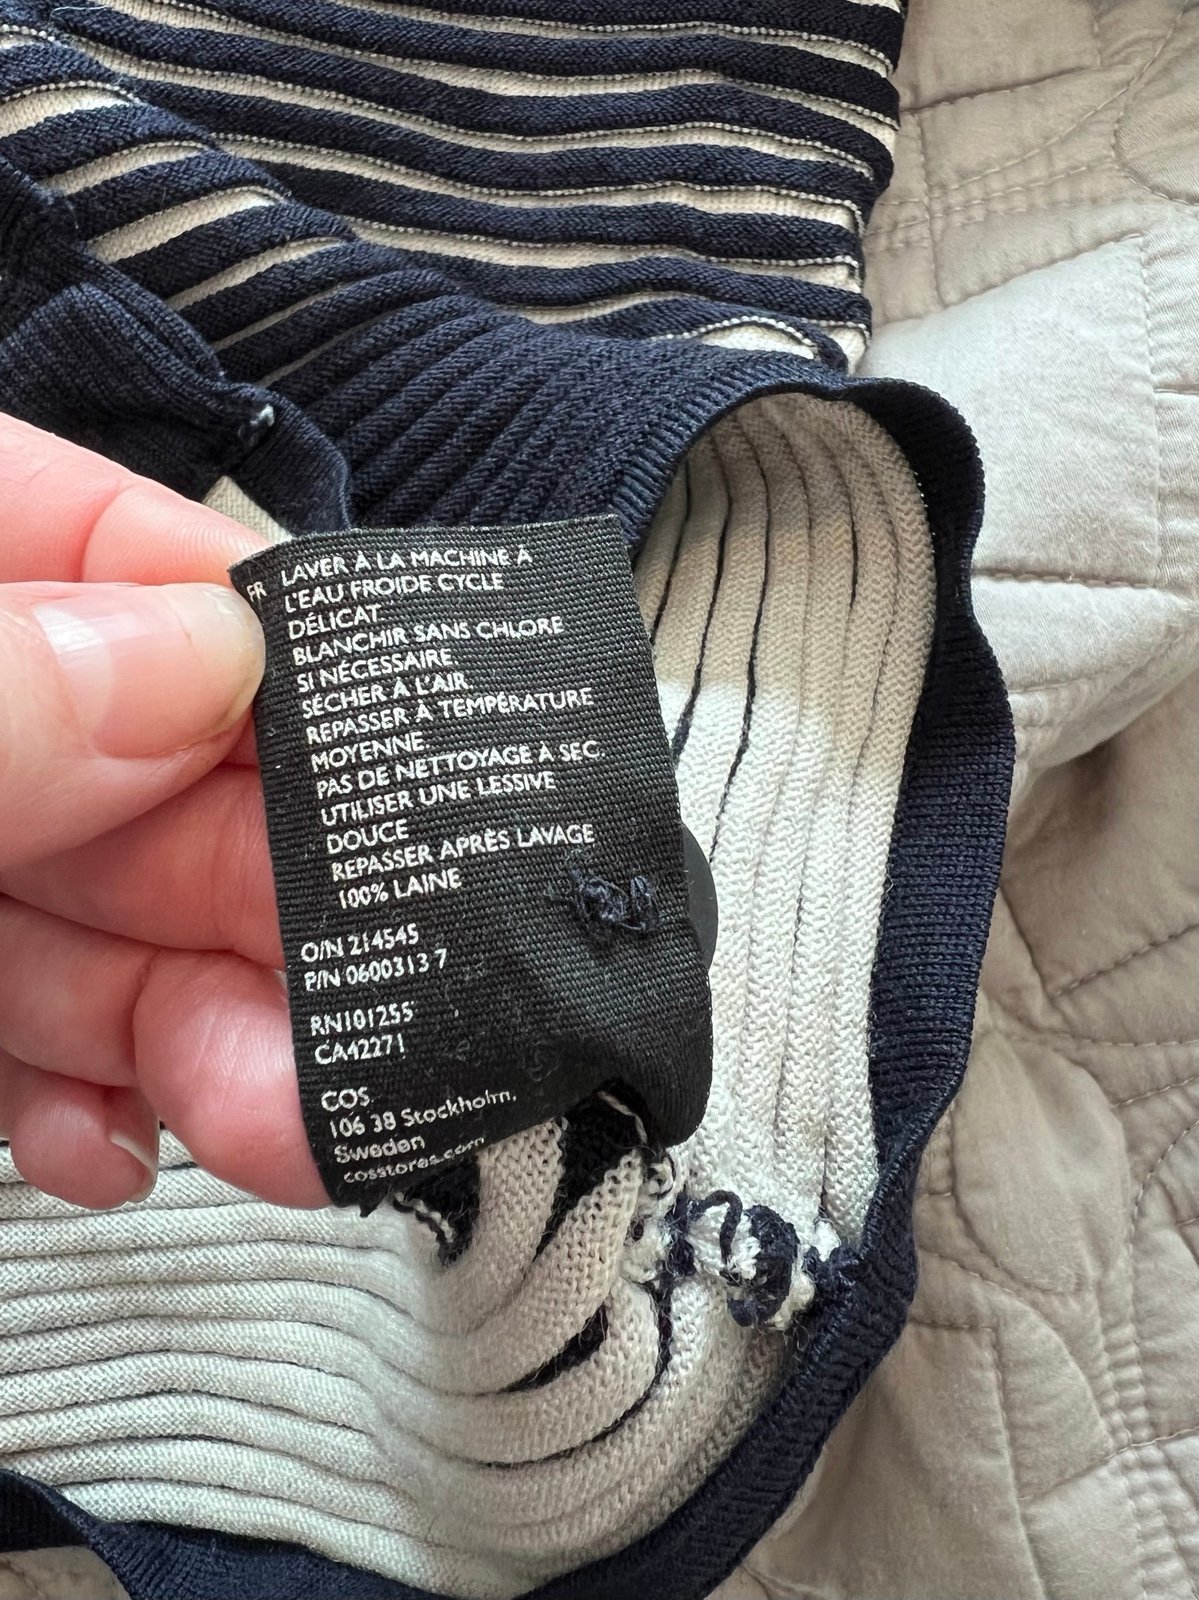 FR LAVER À LA MACHINE À
L'EAU FROIDE CYCLE
DÉLICAT
BLANCHIR SANS CHLORE
SI NÉCESSAIRE
SÉCHER À L'AIR
REPASSER À TEMPÉRATURE
MOYENNE
PAS DE NETTOYAGE À SEC
UTILISER UNE LESSIVE
DOUCE
REPASSER APRÈS LAVAGE
100% LAINE
O/N 214545
P/N 0600313 7
RN101255
CA42271
COS
106 38 Stockholm,
Sweden
cosstores.com